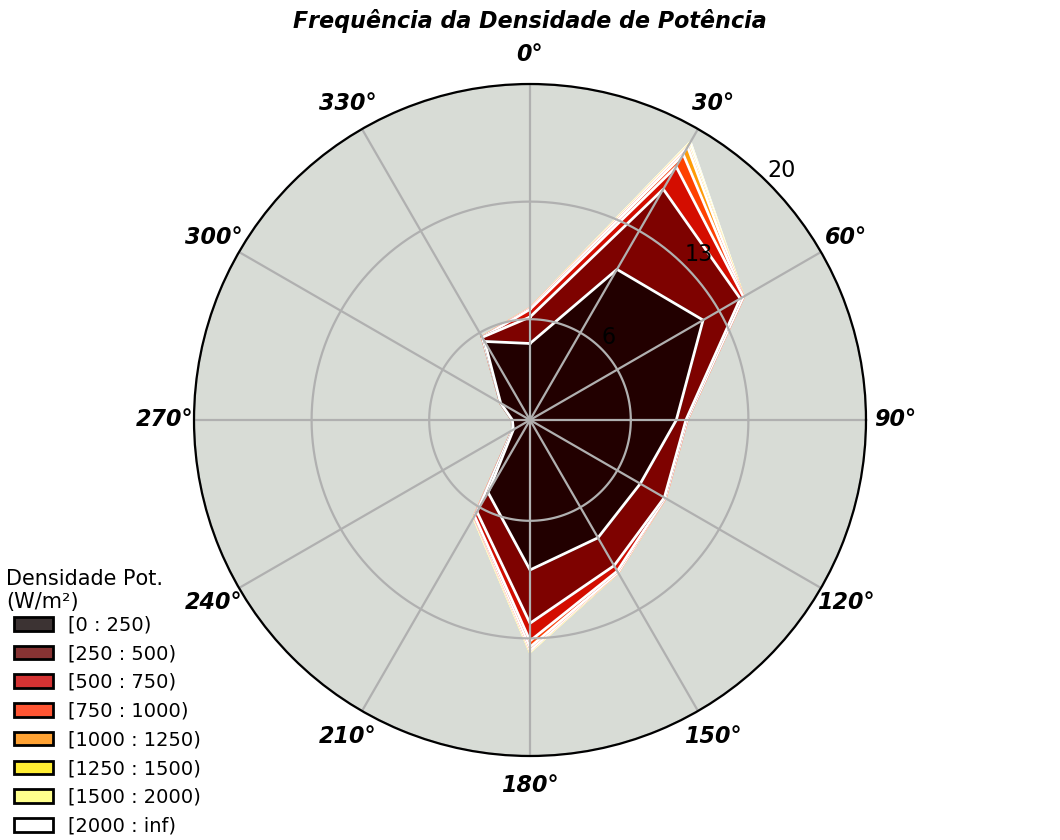 Frequência da Densidade de Potência
0°
330°
30°
20
300°
60°
13
6
270°
90°
240°
120°
210°
150°
180°
Densidade Pot.
(W/m²)
[0 : 250)
[250 : 500)
[500 : 750)
[750 : 1000)
[1000 : 1250)
[1250 : 1500)
[1500 : 2000)
[2000 : inf)